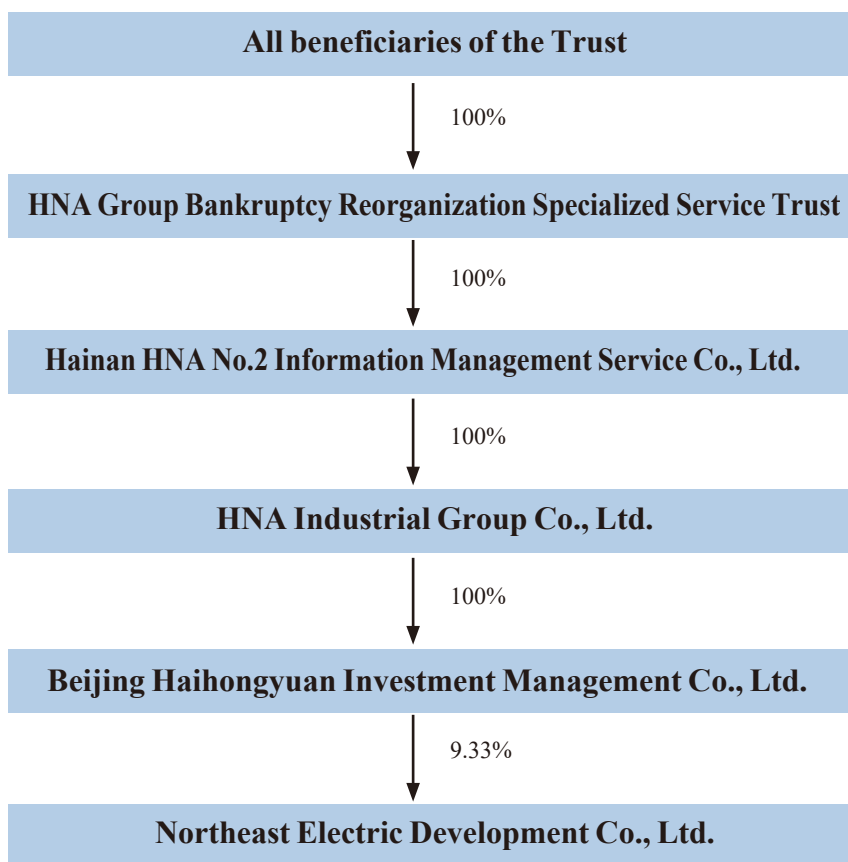 All beneficiaries of the Trust
100%
HNA Group Bankruptcy Reorganization Specialized Service Trust
100%
Hainan HNA No.2 Information Management Service Co., Ltd.
100%
HNA Industrial Group Co., Ltd.
100%
Beijing Haihongyuan Investment Management Co., Ltd.
9.33%
Northeast Electric Development Co., Ltd.